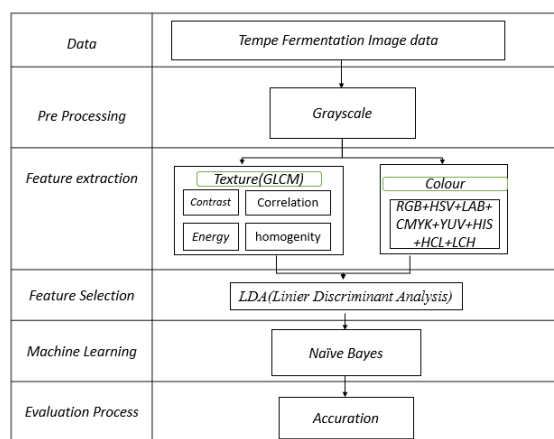 Data
Tempe Fermentation Image data
Pre Processing
Grayscale
Feature extraction
Texture(GLCM)
Contrast
Correlation
Energy
homogenity
Colour
RGB+HSV+LAB+
CMYK+YUV+HIS
+HCL+LCH
Feature Selection
LDA(Linier Discriminant Analysis)
Machine Learning
Naïve Bayes
Evaluation Process
Accuration